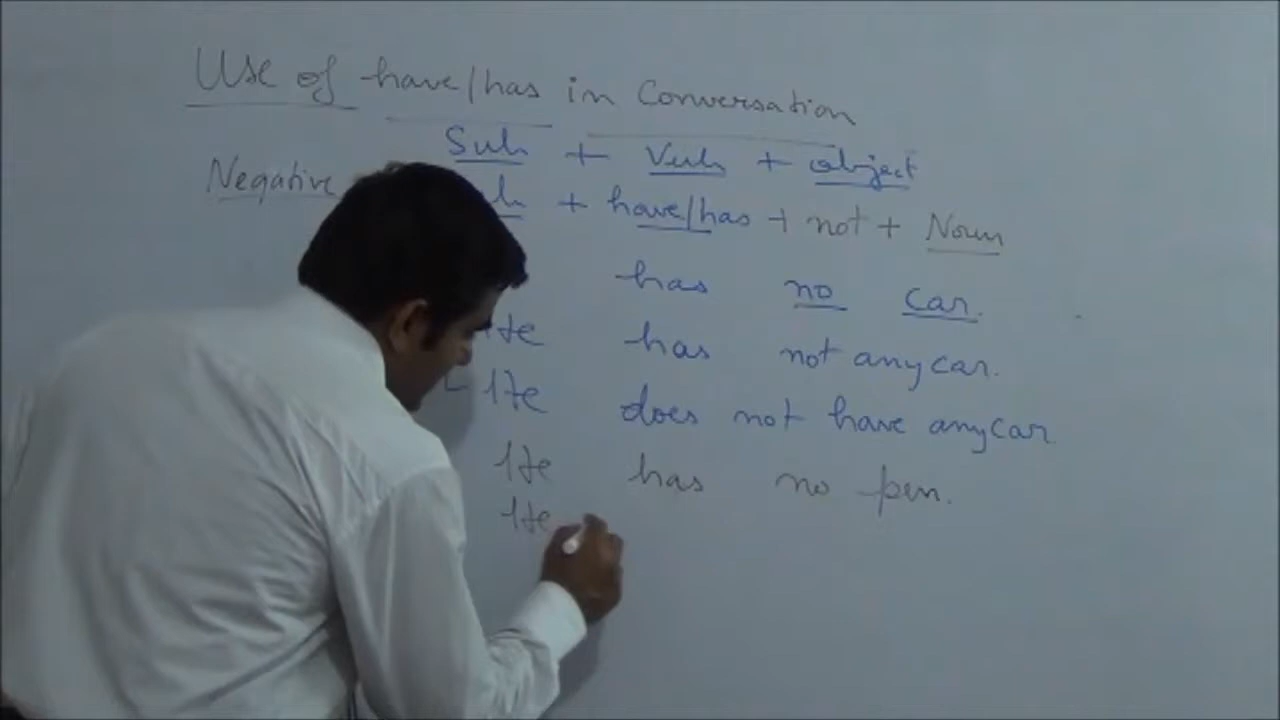 Use of have/has in Conversation
Sub + Verb + object
Negative + have/has + not + Noun
has no car.
He has not any car.
He does not have any car
He has no pen.
He